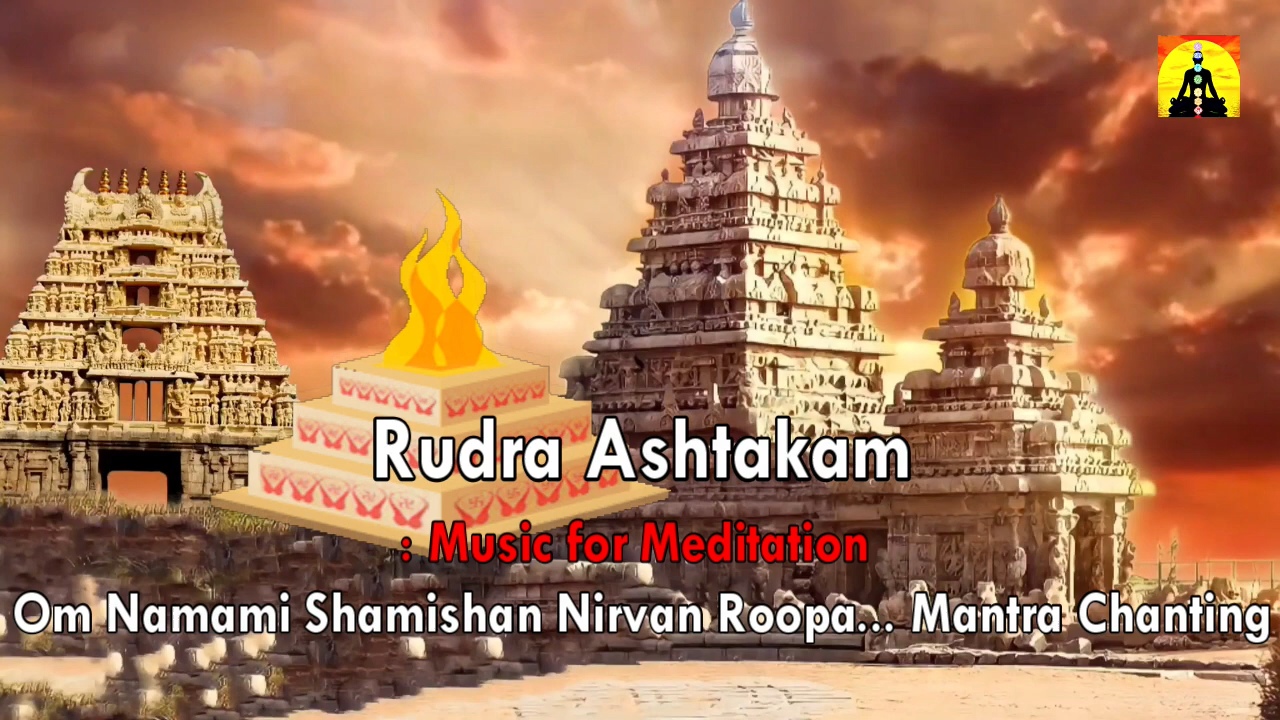 Rudra Ashtakam
: Music for Meditation
Om Namami Shamishan Nirvan Roopa... Mantra Chanting